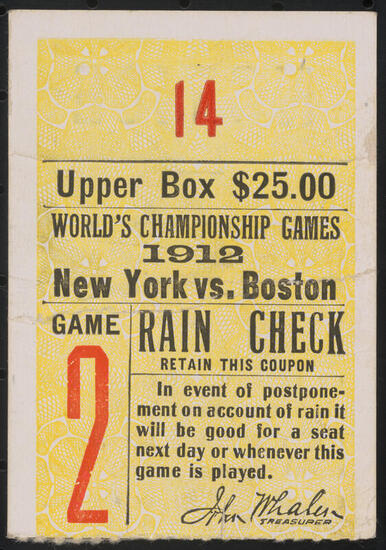 14
Upper Box $25.00
WORLD'S CHAMPIONSHIP GAMES
1912
New York vs. Boston
GAME
2
RAIN CHECK
RETAIN THIS COUPON
In event of postpone-
ment on account of rain it
will be good for a seat
next day or whenever this
game is played.
John Whalen
TREASURER